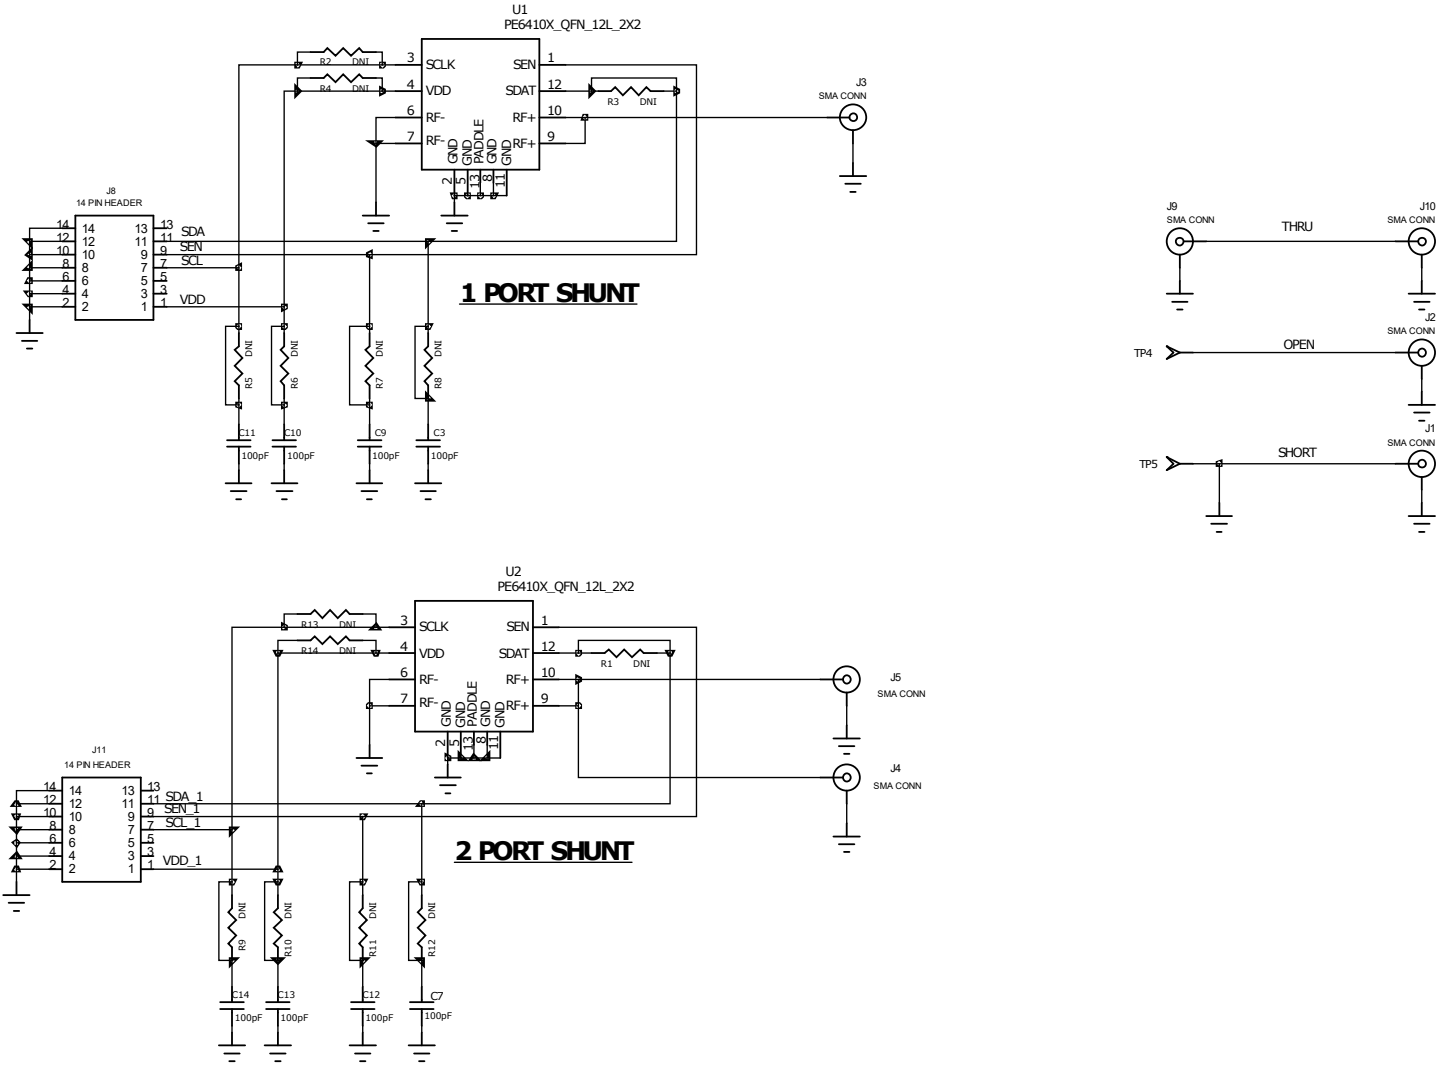 U1
PE6410X_QFN_12L_2X2
R2 DNI
3 SCLK
SEN 1
R4 DNI
4 VDD
SDAT 12
R3 DNI
J3
SMA CONN
6 RF-
RF+ 10
7 RF-
RF+ 9
GND GND PADDLE GND GND
2 5 13 8 11
J8
14 PIN HEADER
14 14 13 13
12 12 11 11 SDA
10 10 9 9 SEN
8 8 7 7 SCL
6 6 5 5
4 4 3 3
2 2 1 1 VDD
1 PORT SHUNT
R5 DNI
R6 DNI
R7 DNI
R8 DNI
C11 C10 C9 C3
100pF 100pF 100pF 100pF
J9
SMA CONN
THRU
J10
SMA CONN
TP4
OPEN
J2
SMA CONN
TP5
SHORT
J1
SMA CONN
U2
PE6410X_QFN_12L_2X2
R13 DNI
3 SCLK
SEN 1
R14 DNI
4 VDD
SDAT 12
R1 DNI
6 RF-
RF+ 10
7 RF-
RF+ 9
GND GND PADDLE GND GND
2 5 13 8 11
J5
SMA CONN
J4
SMA CONN
J11
14 PIN HEADER
14 14 13 13
12 12 11 11 SDA_1
10 10 9 9 SEN_1
8 8 7 7 SCL_1
6 6 5 5
4 4 3 3
2 2 1 1 VDD_1
2 PORT SHUNT
R9 DNI
R10 DNI
R11 DNI
R12 DNI
C14 C13 C12 C7
100pF 100pF 100pF 100pF